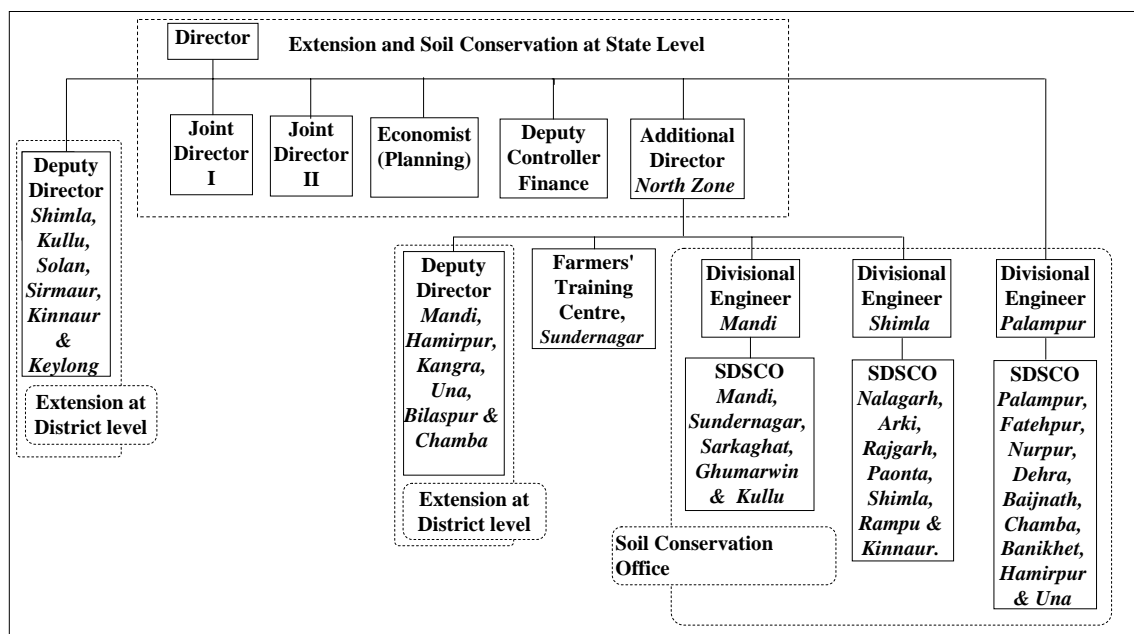 Director
Extension and Soil Conservation at State Level
Joint
Director
I
Joint
Director
II
Economist
(Planning)
Deputy
Controller
Finance
Additional
Director
North Zone
Deputy
Director
Shimla,
Kullu,
Solan,
Sirmaur,
Kinnaur
&
Keylong
Extension at
District level
Deputy
Director
Mandi,
Hamirpur,
Kangra,
Una,
Bilaspur &
Chamba
Extension at
District level
Farmers'
Training
Centre,
Sundernagar
Divisional
Engineer
Mandi
SDSCO
Mandi,
Sundernagar,
Sarkaghat,
Ghumarwin
& Kullu
Divisional
Engineer
Shimla
SDSCO
Nalagarh,
Arki,
Rajgarh,
Paonta,
Shimla,
Rampu &
Kinnaur.
Divisional
Engineer
Palampur
SDSCO
Palampur,
Fatehpur,
Nurpur,
Dehra,
Baijnath,
Chamba,
Banikhet,
Hamirpur
& Una
Soil Conservation
Office